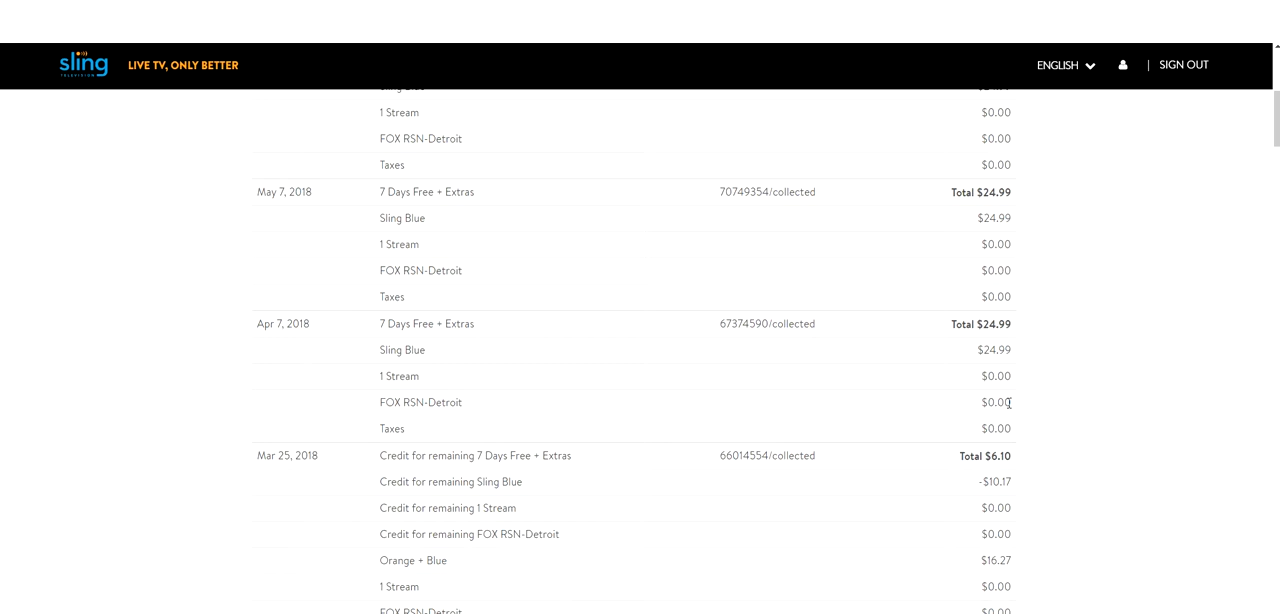 sling
TELEVISION
LIVE TV, ONLY BETTER
ENGLISH
| SIGN OUT
1 Stream $0.00
FOX RSN-Detroit $0.00
Taxes $0.00
May 7, 2018 7 Days Free + Extras 70749354/collected Total $24.99
Sling Blue $24.99
1 Stream $0.00
FOX RSN-Detroit $0.00
Taxes $0.00
Apr 7, 2018 7 Days Free + Extras 67374590/collected Total $24.99
Sling Blue $24.99
1 Stream $0.00
FOX RSN-Detroit $0.00
Taxes $0.00
Mar 25, 2018 Credit for remaining 7 Days Free + Extras 66014554/collected Total $6.10
Credit for remaining Sling Blue -$10.17
Credit for remaining 1 Stream $0.00
Credit for remaining FOX RSN-Detroit $0.00
Orange + Blue $16.27
1 Stream $0.00
FOX RSN-Detroit $0.00